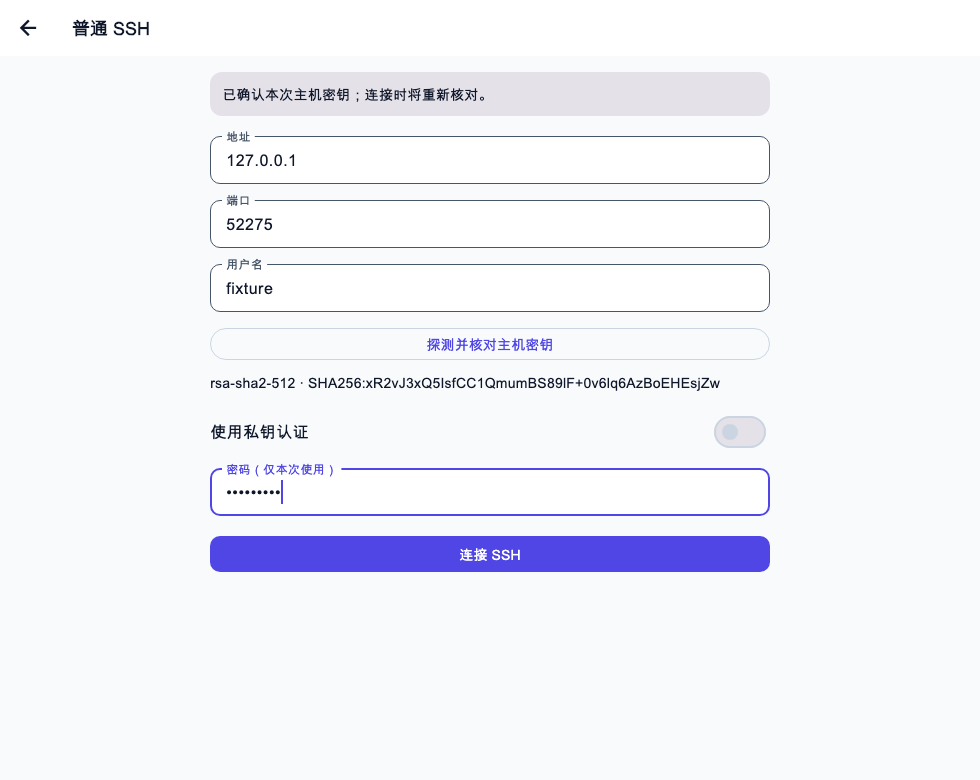 普通 SSH
已确认本次主机密钥；连接时将重新核对。
地址
127.0.0.1
端口
52275
用户名
fixture
探测并核对主机密钥
rsa-sha2-512 · SHA256:xR2vJ3xQ5IsfCC1QmumBS89lF+0v6lq6AzBoEHEsjZw
使用私钥认证
密码（仅本次使用）
•••••••••
连接 SSH